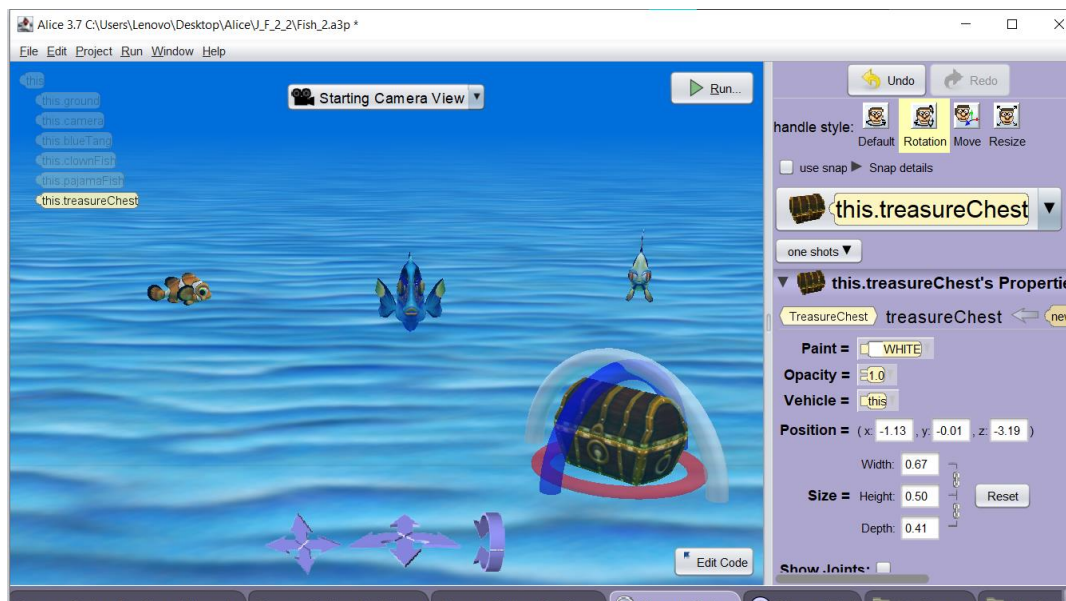 Alice 3.7 C:\Users\Lenovo\Desktop\Alice\J_F_2_2\Fish_2.a3p *
File Edit Project Run Window Help
this
this.ground
this.camera
this.blueTang
this.clownFish
this.pajamaFish
this.treasureChest
Starting Camera View
Run...
Edit Code
Undo Redo
handle style:
Default Rotation Move Resize
use snap Snap details
this.treasureChest
one shots
this.treasureChest's Propertie
TreasureChest treasureChest new
Paint = WHITE
Opacity = 1.0
Vehicle = this
Position = ( x: -1.13 , y: -0.01 , z: -3.19 )
Width: 0.67
Size = Height: 0.50 Reset
Depth: 0.41
Show Joints: